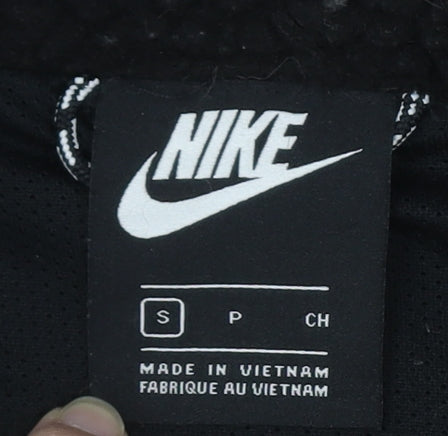 NIKE
S P CH
MADE IN VIETNAM
FABRIQUE AU VIETNAM